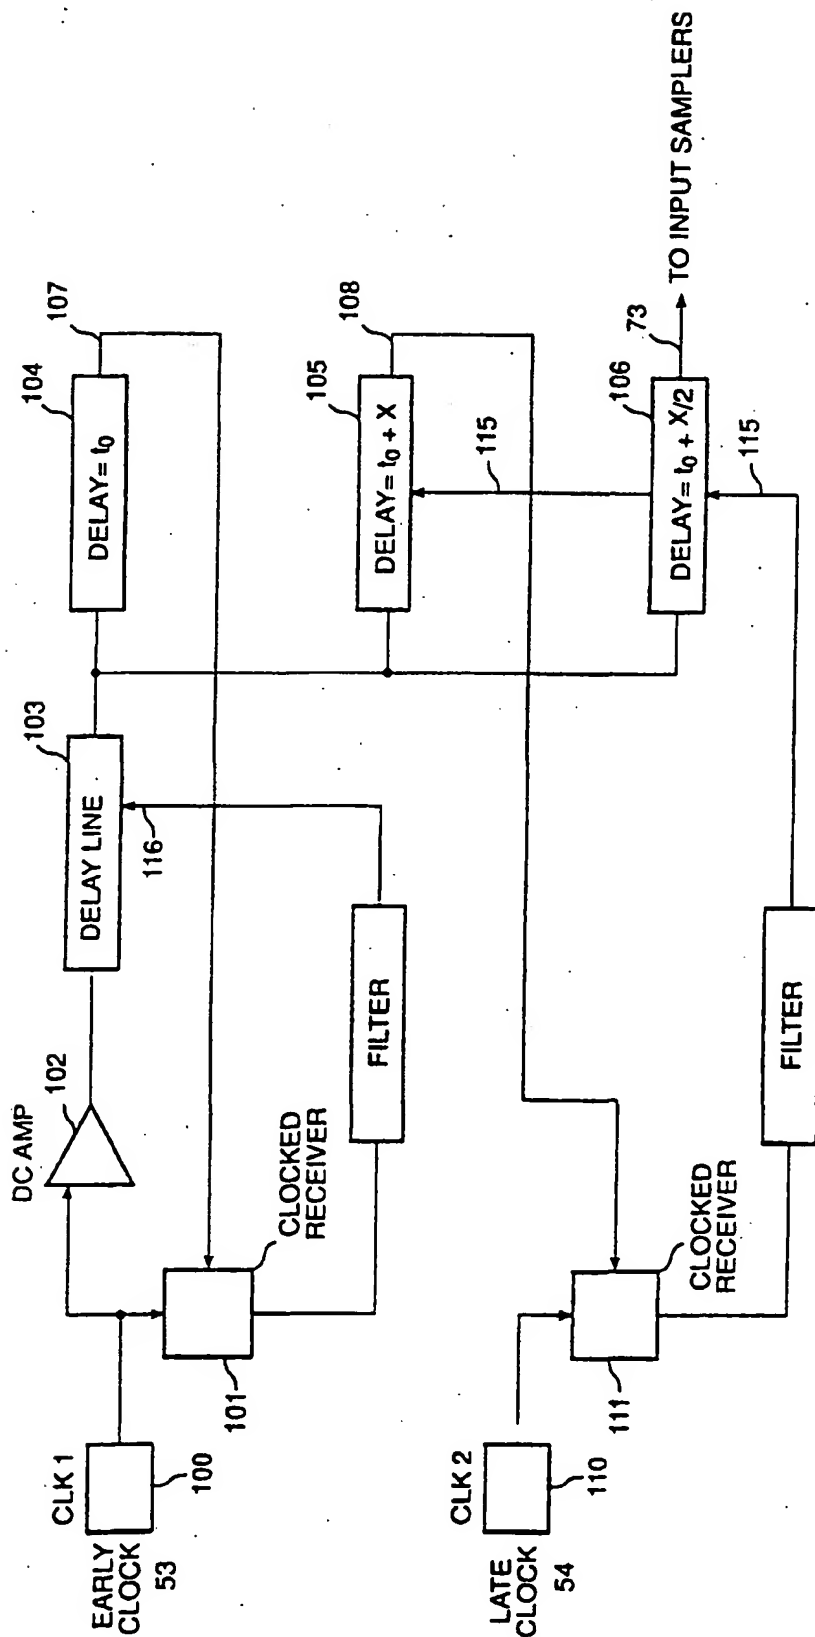 CLK 1
EARLY
CLOCK
53
100
DC AMP
102
101
CLOCKED
RECEIVER
DELAY LINE
103
116
FILTER
DELAY= t₀
104
107
DELAY= t₀ + X
105
108
115
DELAY= t₀ + X/2
106
73
TO INPUT SAMPLERS
115
CLK 2
LATE
CLOCK
54
110
111
CLOCKED
RECEIVER
FILTER